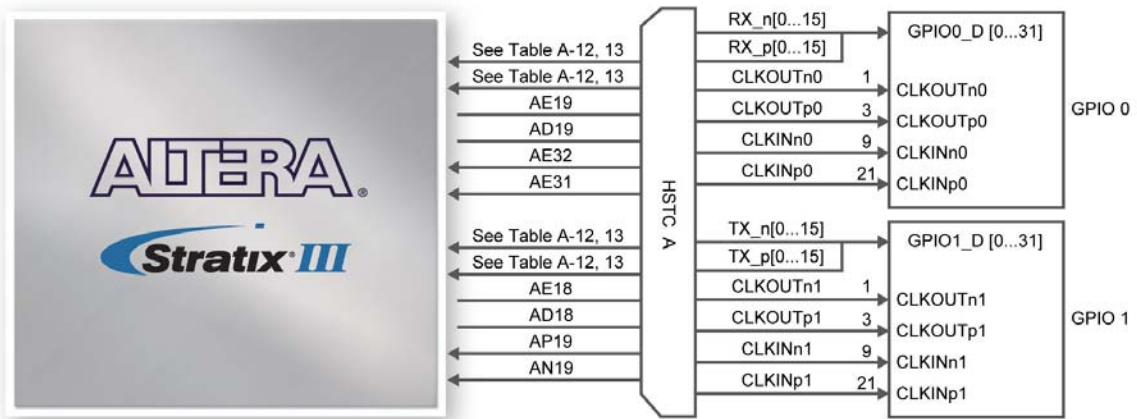 ALTERA®
Stratix® III
See Table A-12, 13
See Table A-12, 13
AE19
AD19
AE32
AE31
See Table A-12, 13
See Table A-12, 13
AE18
AD18
AP19
AN19
HSTC A
RX_n[0...15]
RX_p[0...15]
CLKOUTn0 1
CLKOUTp0 3
CLKINn0 9
CLKINp0 21
GPIO0_D [0...31]
CLKOUTn0
CLKOUTp0
CLKINn0
CLKINp0
GPIO 0
TX_n[0...15]
TX_p[0...15]
CLKOUTn1 1
CLKOUTp1 3
CLKINn1 9
CLKINp1 21
GPIO1_D [0...31]
CLKOUTn1
CLKOUTp1
CLKINn1
CLKINp1
GPIO 1